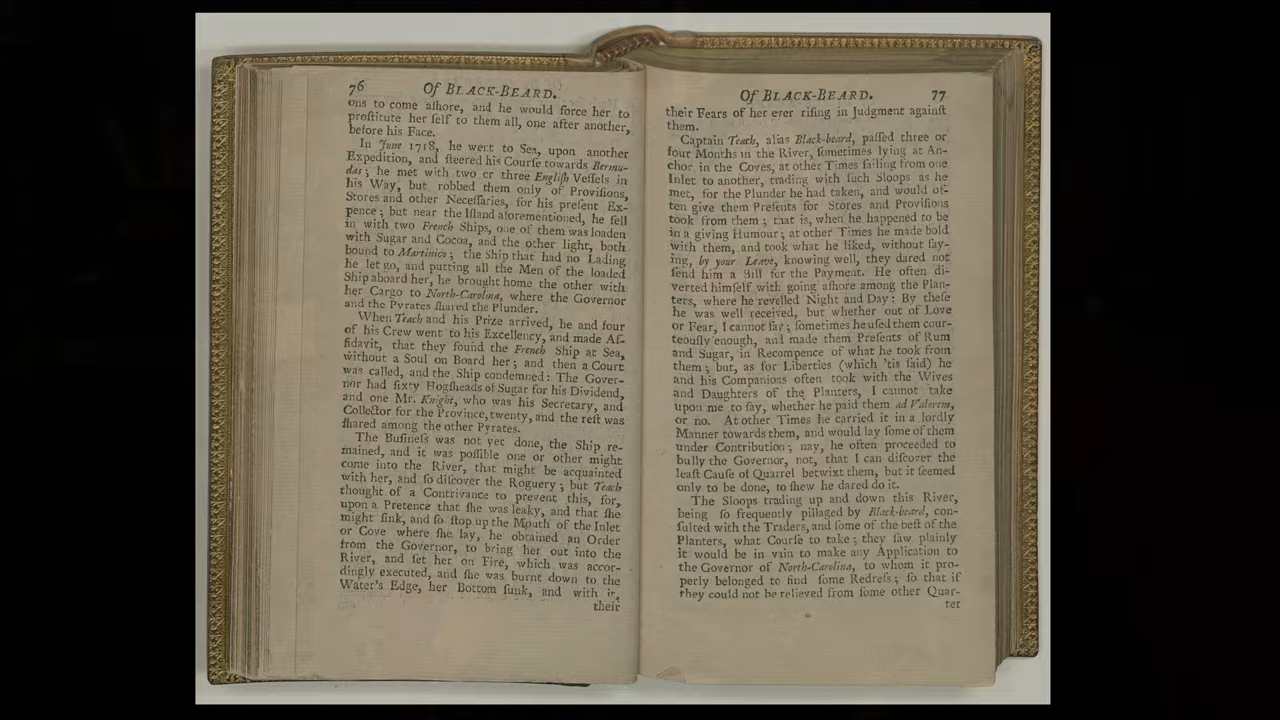 76 Of BLACK-BEARD.
ons to come aſhore, and he would force her to
proſtitute her ſelf to them all, one after another,
before his Face.
In June 1718, he went to Sea, upon another
Expedition, and ſteered his Courſe towards Bermu-
das; he met with two or three Engliſh Veſſels in
his Way, but robbed them only of Proviſions,
Stores and other Neceſſaries, for his preſent Ex-
pence; but near the Iſland aforementioned, he fell
in with two French Ships, one of them was loaden
with Sugar and Cocoa, and the other light, both
bound to Martinico; the Ship that had no Lading
he let go, and putting all the Men of the loaded
Ship aboard her, he brought home the other with
her Cargo to North-Carolina, where the Governor
and the Pyrates ſhared the Plunder.
When Teach and his Prize arrived, he and four
of his Crew went to his Excellency, and made Af-
fidavit, that they found the French Ship at Sea,
without a Soul on Board her; and then a Court
was called, and the Ship condemned: The Gover-
nor had ſixty Hogſheads of Sugar for his Dividend,
and one Mr. Knight, who was his Secretary, and
Collector for the Province, twenty, and the reſt was
ſhared among the other Pyrates.
The Buſineſs was not yet done, the Ship re-
mained, and it was poſſible one or other might
come into the River, that might be acquainted
with her, and ſo diſcover the Roguery; but Teach
thought of a Contrivance to prevent this, for,
upon a Pretence that ſhe was leaky, and that ſhe
might ſink, and ſo ſtop up the Mouth of the Inlet
or Cove where ſhe lay, he obtained an Order
from the Governor, to bring her out into the
River, and ſet her on Fire, which was accor-
dingly executed, and ſhe was burnt down to the
Water's Edge, her Bottom ſunk, and with it,
their
Of BLACK-BEARD. 77
their Fears of her ever riſing in Judgment againſt
them.
Captain Teach, alias Black-beard, paſſed three or
four Months in the River, ſometimes lying at An-
chor in the Coves, at other Times ſailing from one
Inlet to another, trading with ſuch Sloops as he
met, for the Plunder he had taken, and would of-
ten give them Preſents for Stores and Proviſions
took from them; that is, when he happened to be
in a giving Humour; at other Times he made bold
with them, and took what he liked, without ſay-
ing, by your Leave, knowing well, they dared not
ſend him a Bill for the Payment. He often di-
verted himſelf with going aſhore among the Plan-
ters, where he revelled Night and Day: By theſe
he was well received, but whether out of Love
or Fear, I cannot ſay; ſometimes he uſed them cour-
teouſly enough, and made them Preſents of Rum
and Sugar, in Recompence of what he took from
them; but, as for Liberties (which 'tis ſaid) he
and his Companions often took with the Wives
and Daughters of the Planters, I cannot take
upon me to ſay, whether he paid them ad Valorem,
or no. At other Times he carried it in a lordly
Manner towards them, and would lay ſome of them
under Contribution; nay, he often proceeded to
bully the Governor, not, that I can diſcover the
leaſt Cauſe of Quarrel betwixt them, but it ſeemed
only to be done, to ſhew he dared do it.
The Sloops trading up and down this River,
being ſo frequently pillaged by Black-beard, con-
ſulted with the Traders, and ſome of the beſt of the
Planters, what Courſe to take; they ſaw plainly
it would be in vain to make any Application to
the Governor of North-Carolina, to whom it pro-
perly belonged to find ſome Redreſs; ſo that if
they could not be relieved from ſome other Quar-
ter